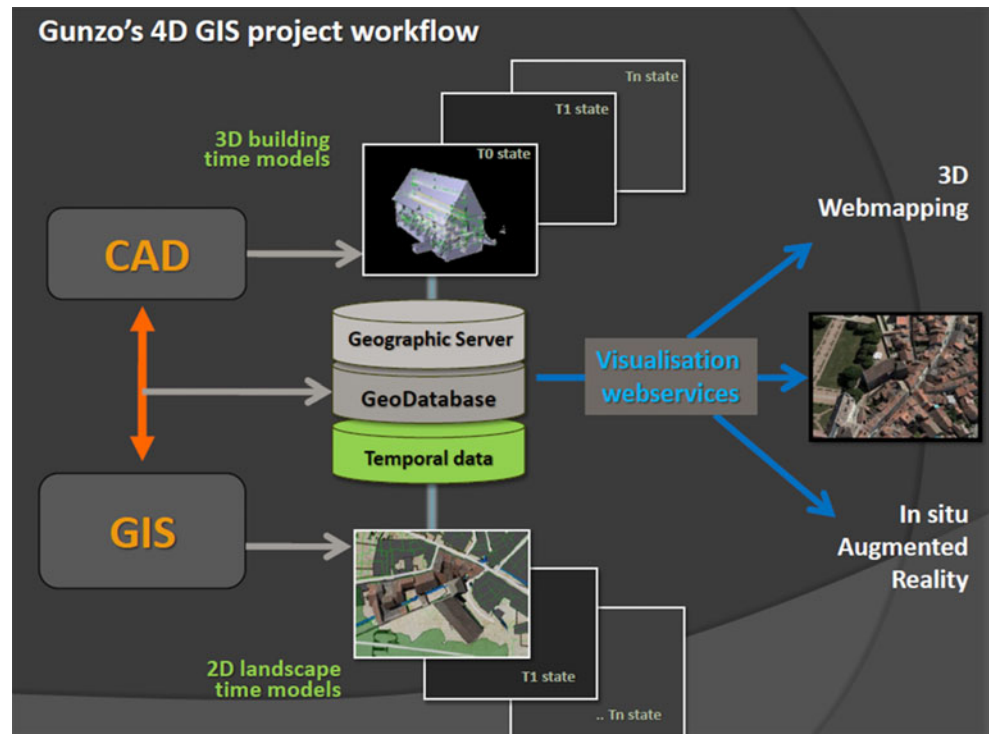 Gunzo's 4D GIS project workflow
Tn state
T1 state
T0 state
3D building
time models
3D
Webmapping
CAD
Geographic Server
GeoDatabase
Temporal data
Visualisation
webservices
GIS
In situ
Augmented
Reality
2D landscape
time models
T1 state
.. Tn state